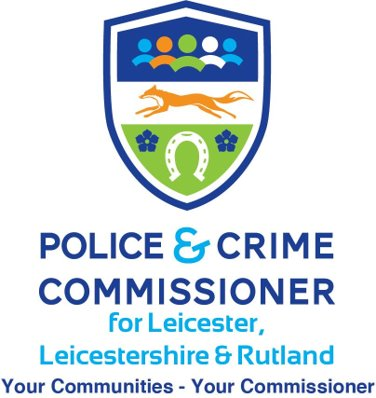 POLICE & CRIME
COMMISSIONER
for Leicester,
Leicestershire & Rutland
Your Communities - Your Commissioner